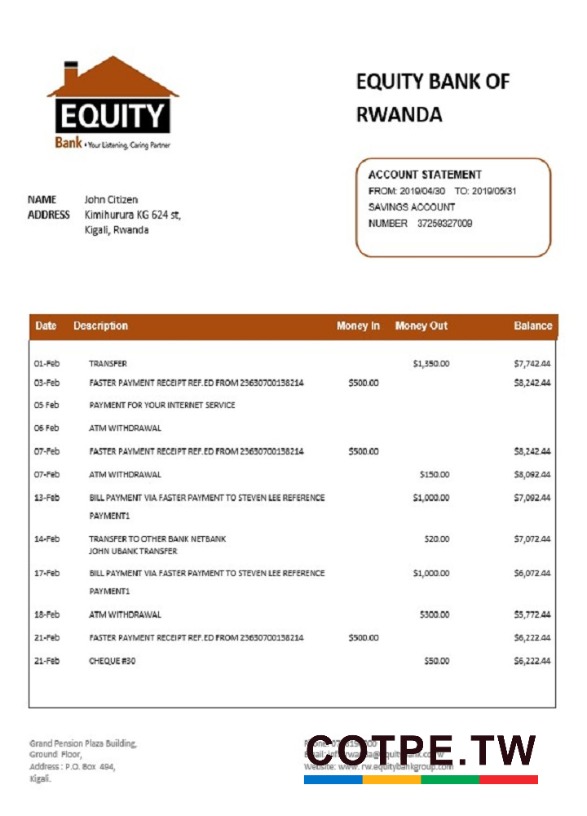 EQUITY
Bank • Your Listening, Caring Partner
EQUITY BANK OF
RWANDA
ACCOUNT STATEMENT
FROM: 2019/04/30 TO: 2019/05/31
SAVINGS ACCOUNT
NUMBER 37259327009
NAME John Citizen
ADDRESS Kimihurura KG 624 st,
Kigali, Rwanda
Date Description Money In Money Out Balance
01-Feb TRANSFER $1,350.00 $7,742.44
03-Feb FASTER PAYMENT RECEIPT REF.ED FROM 23630700138214 $500.00 $8,242.44
05 Feb PAYMENT FOR YOUR INTERNET SERVICE
06 Feb ATM WITHDRAWAL
07-Feb FASTER PAYMENT RECEIPT REF.ED FROM 23630700138214 $500.00 $8,242.44
07-Feb ATM WITHDRAWAL $150.00 $8,092.44
13-Feb BILL PAYMENT VIA FASTER PAYMENT TO STEVEN LEE REFERENCE $1,000.00 $7,092.44
PAYMENT1
14-Feb TRANSFER TO OTHER BANK NETBANK $20.00 $7,072.44
JOHN UBANK TRANSFER
17-Feb BILL PAYMENT VIA FASTER PAYMENT TO STEVEN LEE REFERENCE $1,000.00 $6,072.44
PAYMENT1
18-Feb ATM WITHDRAWAL $300.00 $5,772.44
21-Feb FASTER PAYMENT RECEIPT REF.ED FROM 23630700138214 $500.00 $6,222.44
21-Feb CHEQUE #30 $50.00 $6,222.44
Grand Pension Plaza Building,
Ground Floor,
Address : P.O. Box 494,
Kigali.
COTPE.TW
Website: www. rw.equitybankgroup.com